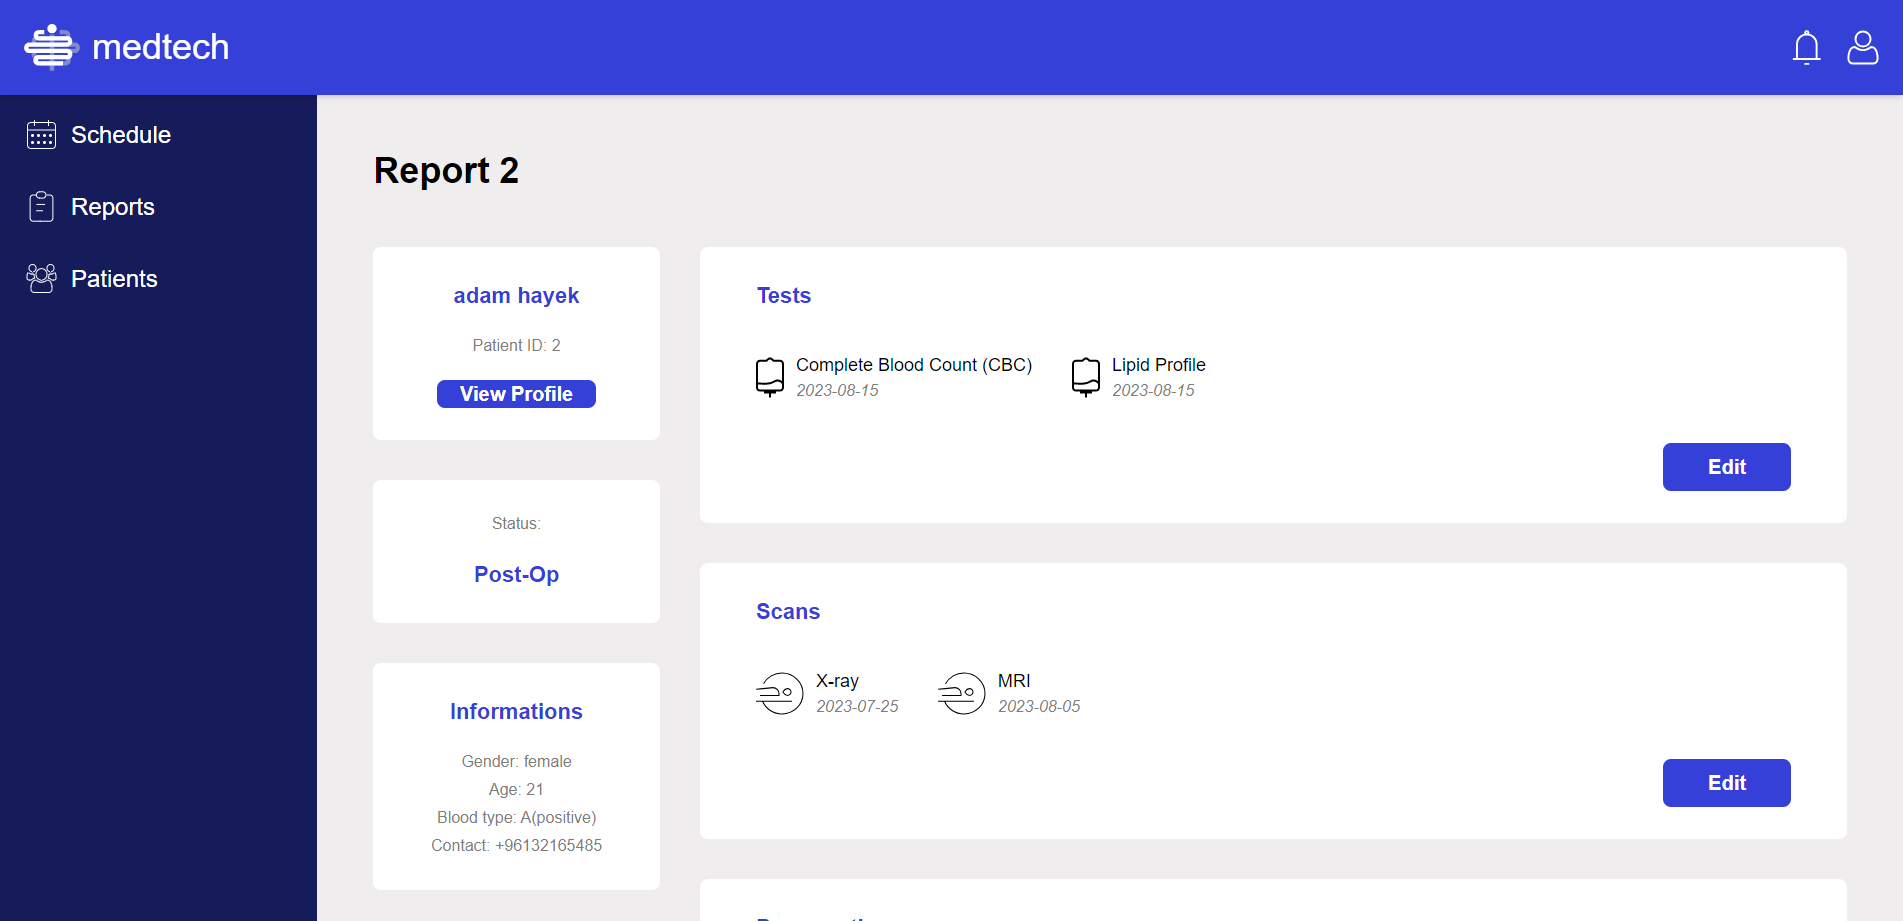 medtech
Schedule
Reports
Patients
Report 2
adam hayek
Patient ID: 2
View Profile
Status:
Post-Op
Informations
Gender: female
Age: 21
Blood type: A(positive)
Contact: +96132165485
Tests
Complete Blood Count (CBC)
2023-08-15
Lipid Profile
2023-08-15
Edit
Scans
X-ray
2023-07-25
MRI
2023-08-05
Edit